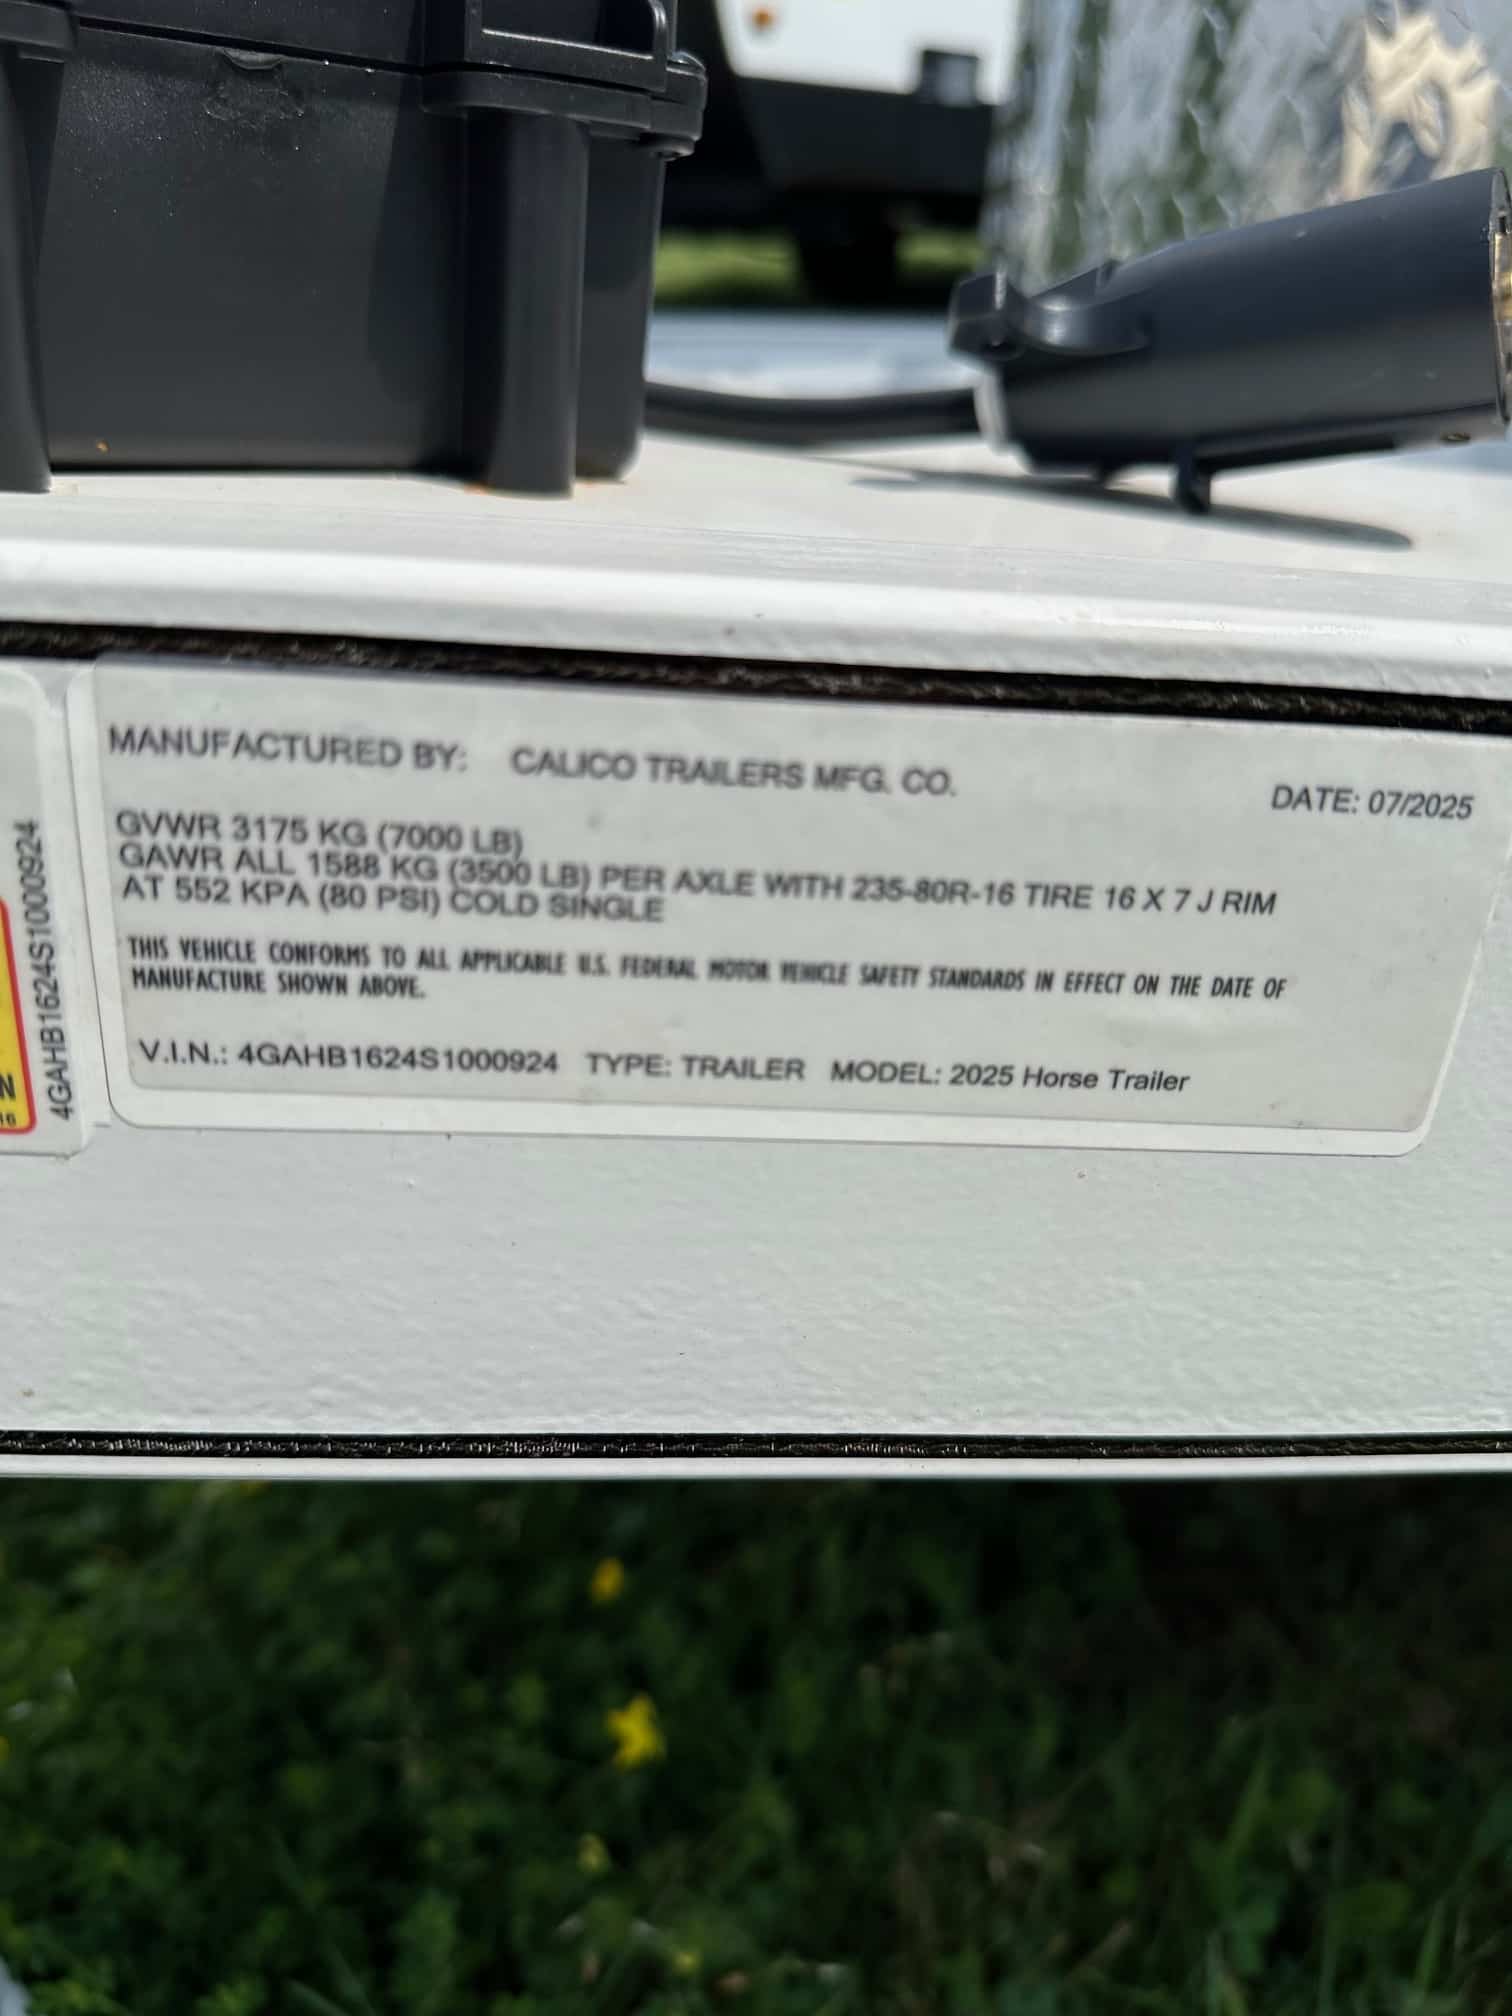 MANUFACTURED BY: CALICO TRAILERS MFG. CO.
DATE: 07/2025
GVWR 3175 KG (7000 LB)
GAWR ALL 1588 KG (3500 LB) PER AXLE WITH 235-80R-16 TIRE 16 X 7 J RIM
AT 552 KPA (80 PSI) COLD SINGLE
THIS VEHICLE CONFORMS TO ALL APPLICABLE U.S. FEDERAL MOTOR VEHICLE SAFETY STANDARDS IN EFFECT ON THE DATE OF
MANUFACTURE SHOWN ABOVE.
V.I.N.: 4GAHB1624S1000924 TYPE: TRAILER MODEL: 2025 Horse Trailer
4GAHB1624S1000924